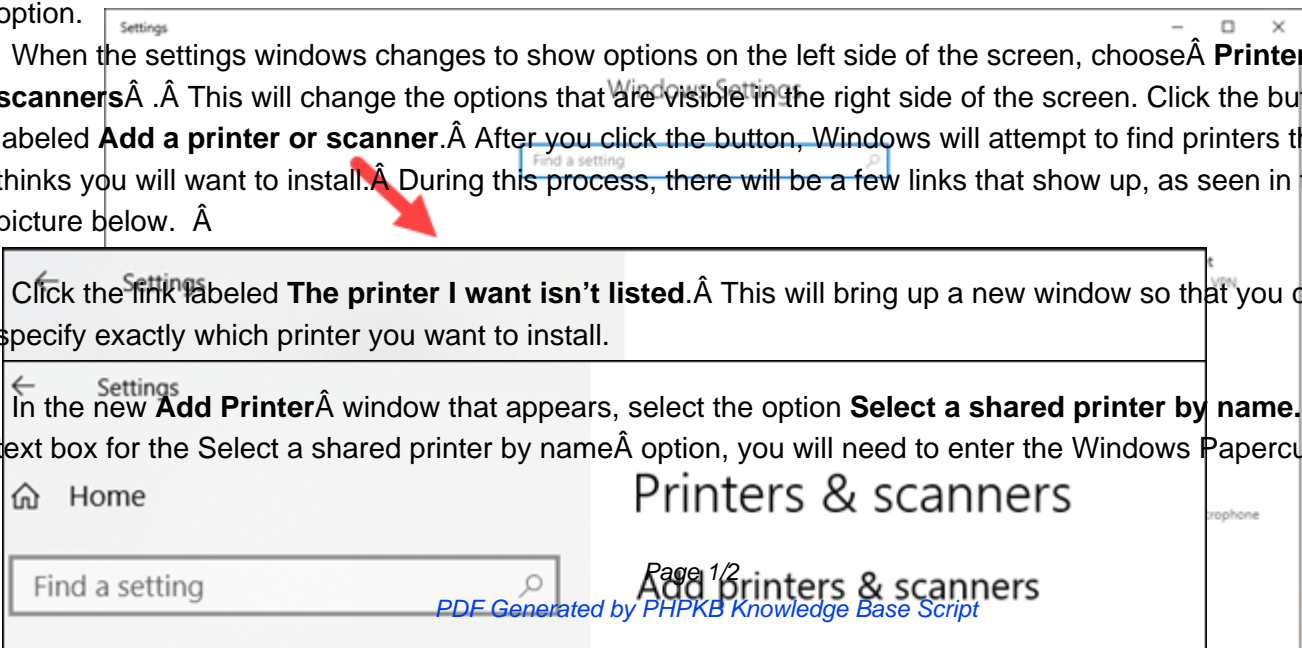 option.
Settings
When the settings windows changes to show options on the left side of the screen, chooseÂ Printer
scannersÂ .Â This will change the options that are visible in the right side of the screen. Click the bu
Windows Settings
labeled Add a printer or scanner.Â After you click the button, Windows will attempt to find printers th
Find a setting
thinks you will want to install.Â During this process, there will be a few links that show up, as seen in
picture below. Â
Settings
Click the link labeled The printer I want isn't listed.Â This will bring up a new window so that you c
VPN
specify exactly which printer you want to install.
Settings
In the new Add PrinterÂ window that appears, select the option Select a shared printer by name.
text box for the Select a shared printer by nameÂ option, you will need to enter the Windows Papercu
Home
Printers & scanners
crophone
Find a setting
Add printers & scanners
Page 1/2
PDF Generated by PHPKB Knowledge Base Script